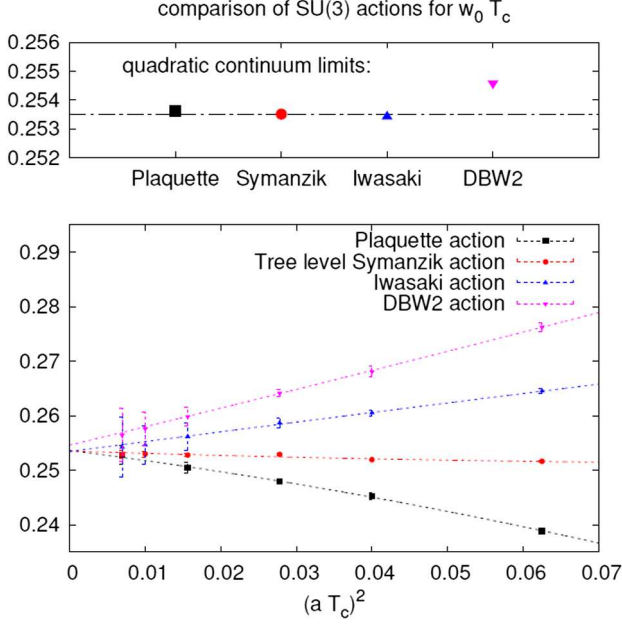 comparison of SU(3) actions for w₀ T_c
0.256
0.255
0.254
0.253
0.252
quadratic continuum limits:
Plaquette Symanzik Iwasaki DBW2
0.29
0.28
0.27
0.26
0.25
0.24
Plaquette action
Tree level Symanzik action
Iwasaki action
DBW2 action
0 0.01 0.02 0.03 0.04 0.05 0.06 0.07
(a T_c)²